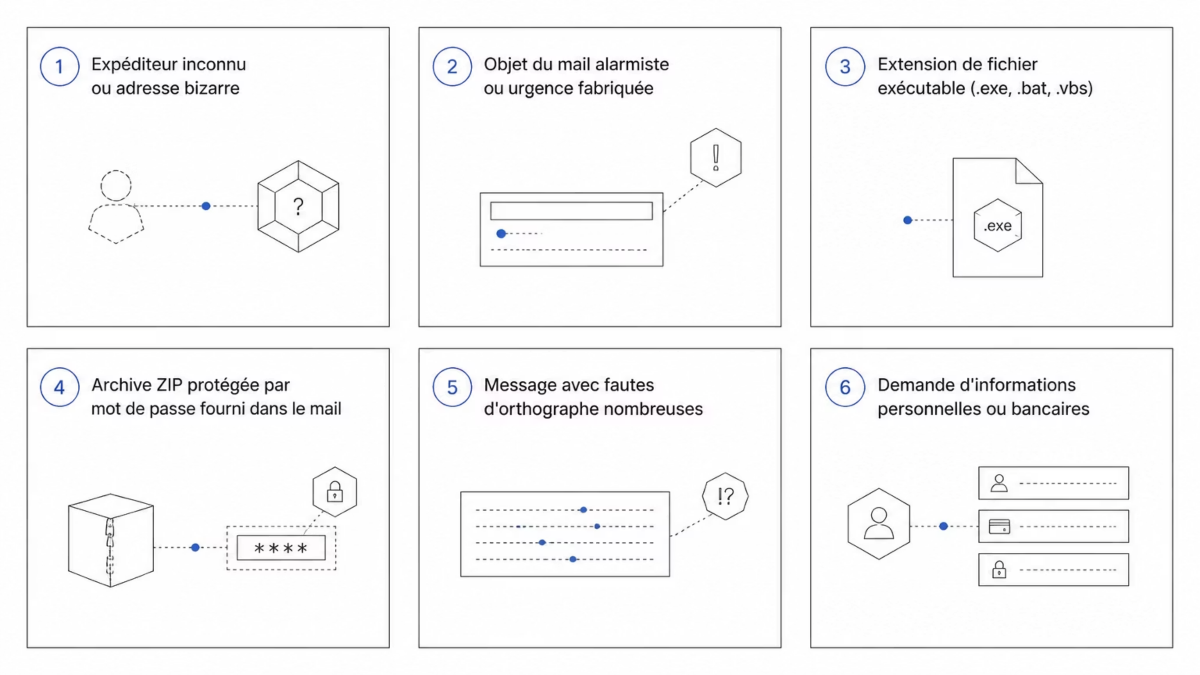 1
Expéditeur inconnu
ou adresse bizarre
?
2
Objet du mail alarmiste
ou urgence fabriquée
!
3
Extension de fichier
exécutable (.exe, .bat, .vbs)
.exe
4
Archive ZIP protégée par
mot de passe fourni dans le mail
****
5
Message avec fautes
d'orthographe nombreuses
!?
6
Demande d'informations
personnelles ou bancaires